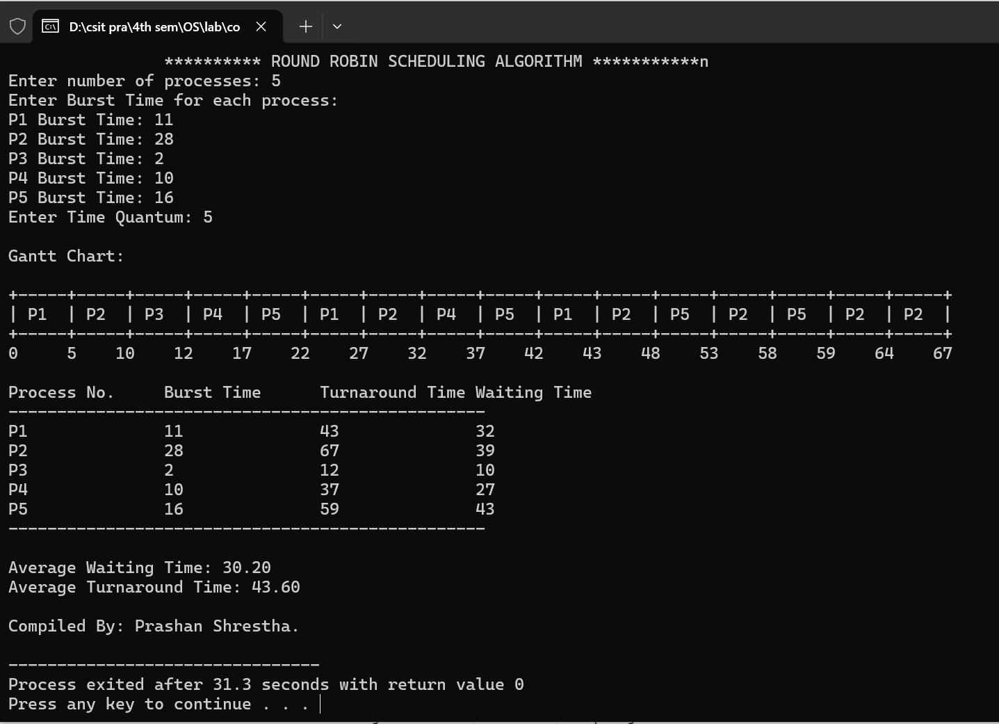 D:\csit pra\4th sem\OS\lab\co
********** ROUND ROBIN SCHEDULING ALGORITHM ***********n
Enter number of processes: 5
Enter Burst Time for each process:
P1 Burst Time: 11
P2 Burst Time: 28
P3 Burst Time: 2
P4 Burst Time: 10
P5 Burst Time: 16
Enter Time Quantum: 5
Gantt Chart:
+-----+-----+-----+-----+-----+-----+-----+-----+-----+-----+-----+-----+-----+-----+-----+-----+
| P1  | P2  | P3  | P4  | P5  | P1  | P2  | P4  | P5  | P1  | P2  | P5  | P2  | P5  | P2  | P2  |
+-----+-----+-----+-----+-----+-----+-----+-----+-----+-----+-----+-----+-----+-----+-----+-----+
0     5    10    12    17    22    27    32    37    42    43    48    53    58    59    64    67
Process No.     Burst Time      Turnaround Time Waiting Time
-------------------------------------------------
P1              11              43              32
P2              28              67              39
P3              2               12              10
P4              10              37              27
P5              16              59              43
-------------------------------------------------
Average Waiting Time: 30.20
Average Turnaround Time: 43.60
Compiled By: Prashan Shrestha.
--------------------------------
Process exited after 31.3 seconds with return value 0
Press any key to continue . . .